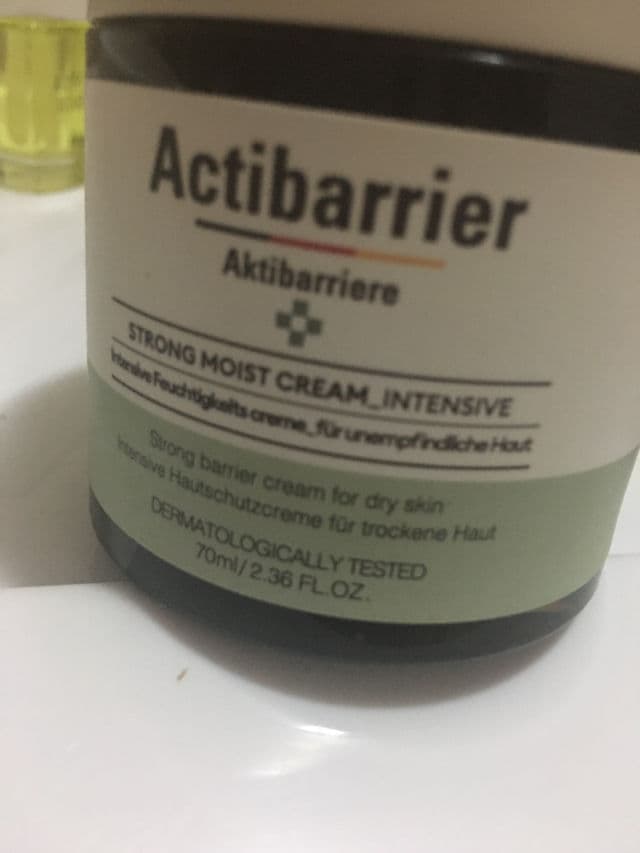 Actibarrier
Aktibarriere
STRONG MOIST CREAM_INTENSIVE
Intensive Feuchtigkeits creme_für unempfindliche Haut
Strong barrier cream for dry skin
Intensive Hautschutzcreme für trockene Haut
DERMATOLOGICALLY TESTED
70ml/2.36 FL.OZ.